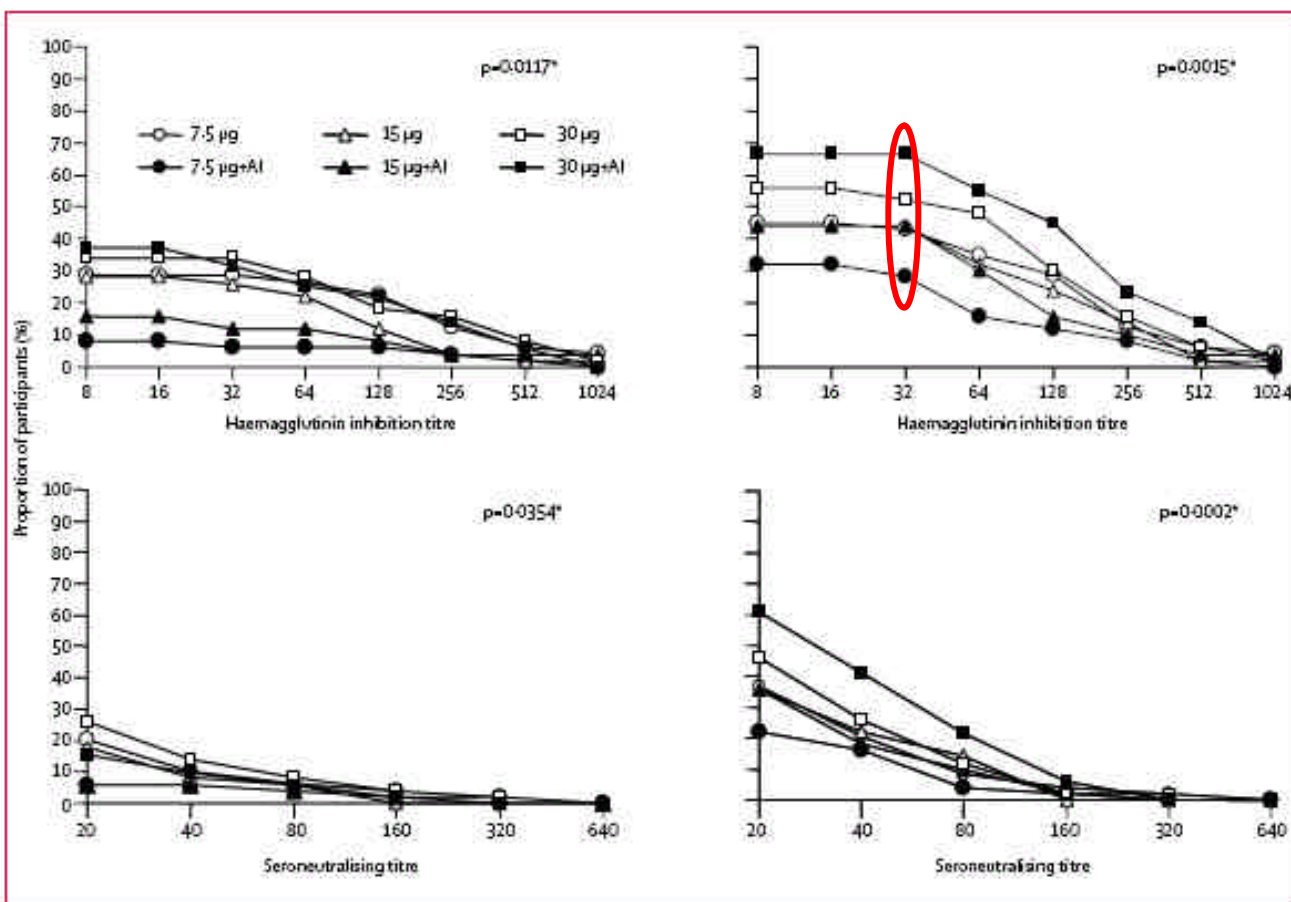 100
90
80
70
60
50
40
30
20
10
0
p=0·0117*
7·5 µg
15 µg
30 µg
7·5 µg+Al
15 µg+Al
30 µg+Al
8 16 32 64 128 256 512 1024
Haemagglutinin inhibition titre
p=0·0015*
8 16 32 64 128 256 512 1024
Haemagglutinin inhibition titre
Proportion of participants (%)
100
90
80
70
60
50
40
30
20
10
0
p=0·0354*
20 40 80 160 320 640
Seroneutralising titre
p=0·0002*
20 40 80 160 320 640
Seroneutralising titre